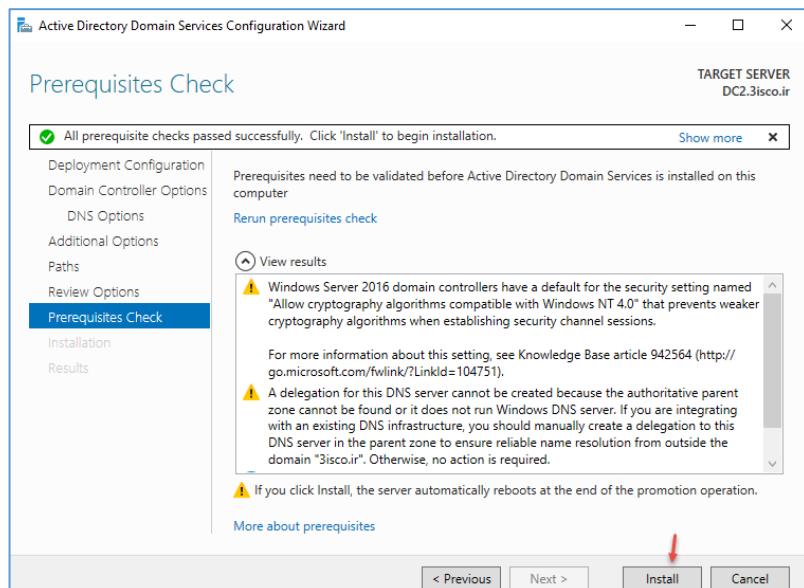 Active Directory Domain Services Configuration Wizard
Prerequisites Check
TARGET SERVER
DC2.3isco.ir
All prerequisite checks passed successfully. Click 'Install' to begin installation.
Show more
Deployment Configuration
Domain Controller Options
DNS Options
Additional Options
Paths
Review Options
Prerequisites Check
Installation
Results
Prerequisites need to be validated before Active Directory Domain Services is installed on this
computer
Rerun prerequisites check
View results
Windows Server 2016 domain controllers have a default for the security setting named
"Allow cryptography algorithms compatible with Windows NT 4.0" that prevents weaker
cryptography algorithms when establishing security channel sessions.
For more information about this setting, see Knowledge Base article 942564 (http://
go.microsoft.com/fwlink/?LinkId=104751).
A delegation for this DNS server cannot be created because the authoritative parent
zone cannot be found or it does not run Windows DNS server. If you are integrating
with an existing DNS infrastructure, you should manually create a delegation to this
DNS server in the parent zone to ensure reliable name resolution from outside the
domain "3isco.ir". Otherwise, no action is required.
If you click Install, the server automatically reboots at the end of the promotion operation.
More about prerequisites
< Previous
Next >
Install
Cancel